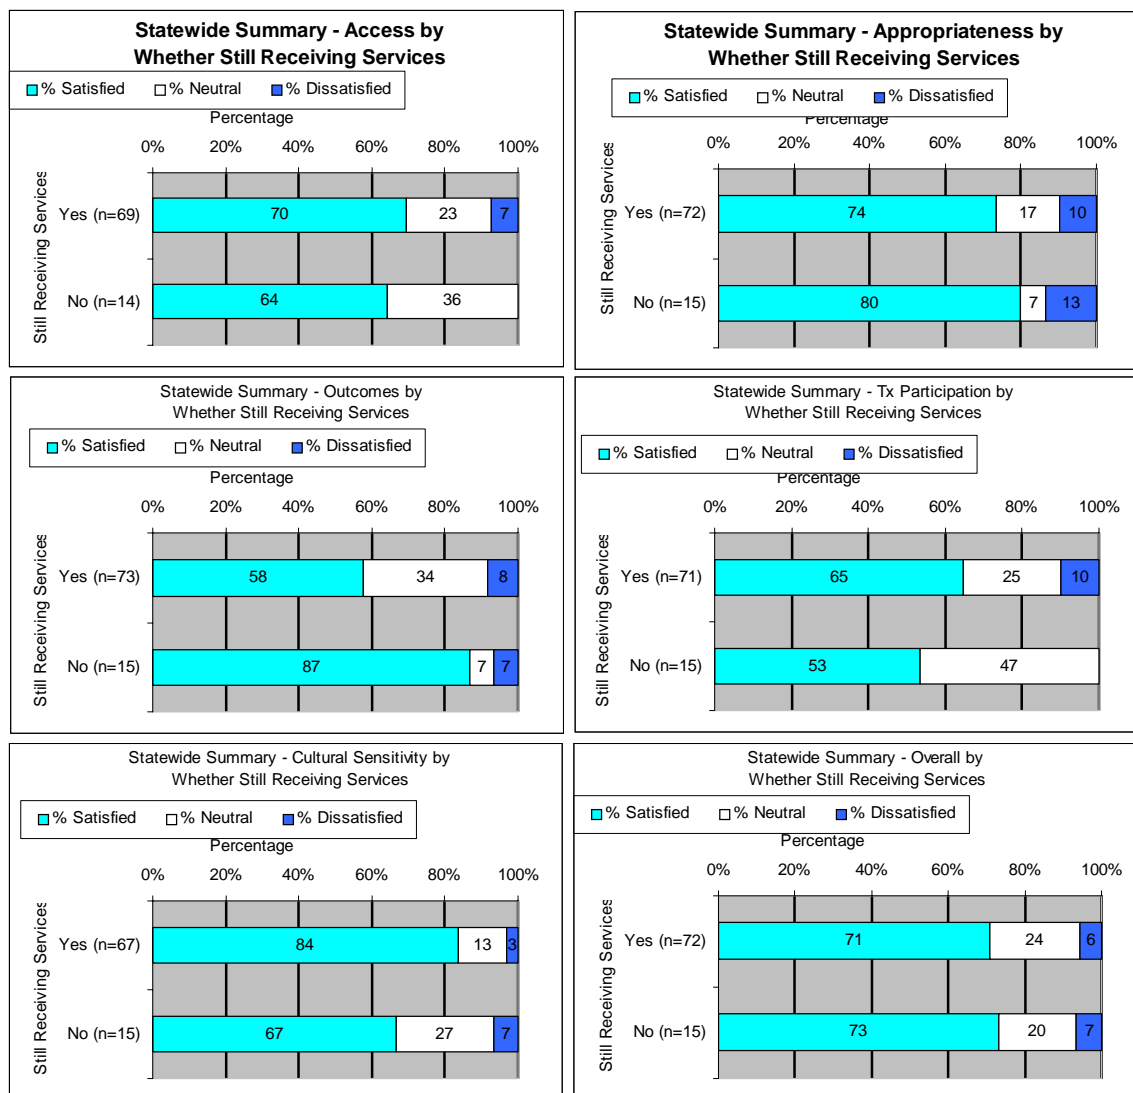 Statewide Summary - Access by
Whether Still Receiving Services
% Satisfied % Neutral % Dissatisfied
Percentage
0% 20% 40% 60% 80% 100%
Still Receiving Services
Yes (n=69) 70 23 7
No (n=14) 64 36
Statewide Summary - Appropriateness by
Whether Still Receiving Services
% Satisfied % Neutral % Dissatisfied
Percentage
0% 20% 40% 60% 80% 100%
Still Receiving Services
Yes (n=72) 74 17 10
No (n=15) 80 7 13
Statewide Summary - Outcomes by
Whether Still Receiving Services
% Satisfied % Neutral % Dissatisfied
Percentage
0% 20% 40% 60% 80% 100%
Still Receiving Services
Yes (n=73) 58 34 8
No (n=15) 87 7 7
Statewide Summary - Tx Participation by
Whether Still Receiving Services
% Satisfied % Neutral % Dissatisfied
Percentage
0% 20% 40% 60% 80% 100%
Still Receiving Services
Yes (n=71) 65 25 10
No (n=15) 53 47
Statewide Summary - Cultural Sensitivity by
Whether Still Receiving Services
% Satisfied % Neutral % Dissatisfied
Percentage
0% 20% 40% 60% 80% 100%
Still Receiving Services
Yes (n=67) 84 13 3
No (n=15) 67 27 7
Statewide Summary - Overall by
Whether Still Receiving Services
% Satisfied % Neutral % Dissatisfied
Percentage
0% 20% 40% 60% 80% 100%
Still Receiving Services
Yes (n=72) 71 24 6
No (n=15) 73 20 7